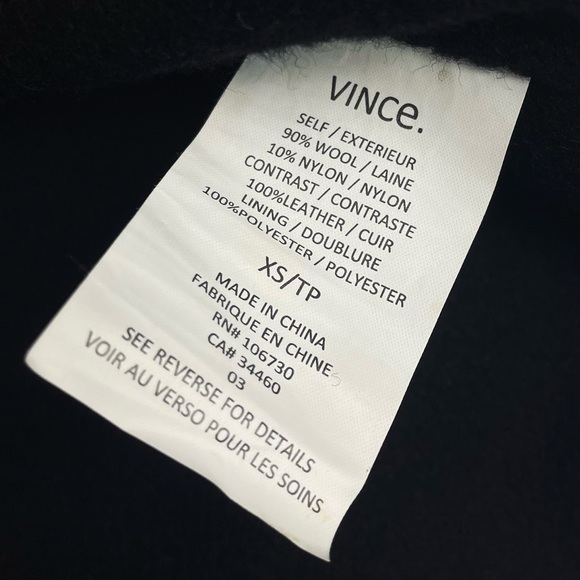 VINCe.
SELF / EXTERIEUR
90% WOOL / LAINE
10% NYLON / NYLON
CONTRAST / CONTRASTE
100%LEATHER / CUIR
LINING / DOUBLURE
100%POLYESTER / POLYESTER
XS/TP
MADE IN CHINA
FABRIQUE EN CHINE
RN# 106730
CA# 34460
03
SEE REVERSE FOR DETAILS
VOIR AU VERSO POUR LES SOINS